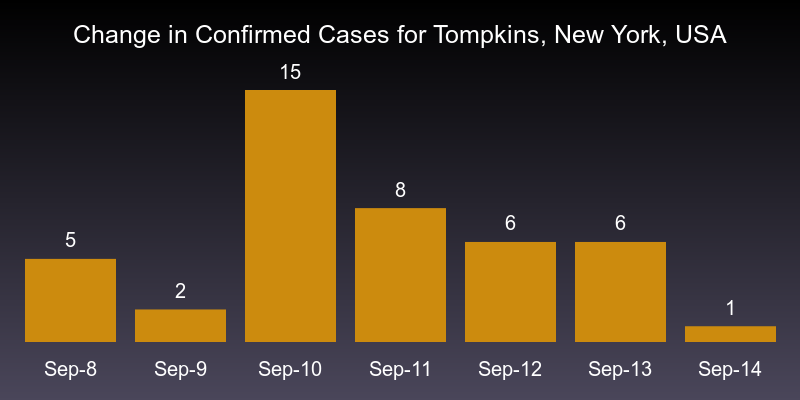 Change in Confirmed Cases for Tompkins, New York, USA
15
8
6
6
5
2
1
Sep-8
Sep-9
Sep-10
Sep-11
Sep-12
Sep-13
Sep-14